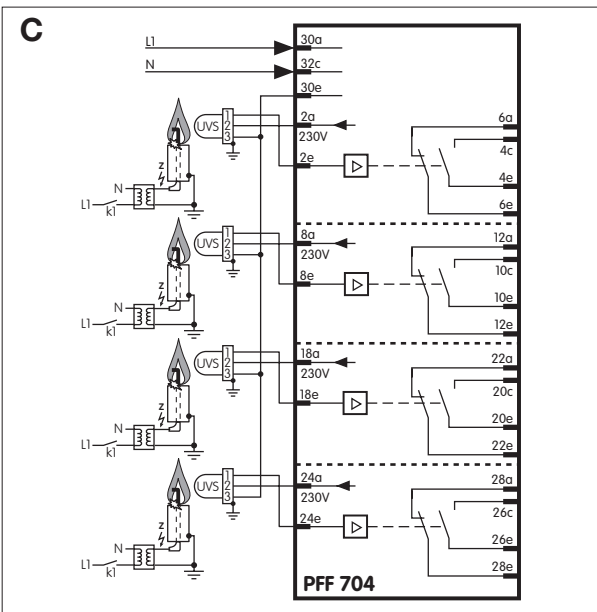 C
L1
N
30a
32c
30e
UVS 1 2 3
2a
230V
2e
6a
4c
4e
6e
z
N
L1
k1
UVS 1 2 3
8a
230V
8e
12a
10c
10e
12e
z
N
L1
k1
UVS 1 2 3
18a
230V
18e
22a
20c
20e
22e
z
N
L1
k1
UVS 1 2 3
24a
230V
24e
28a
26c
26e
28e
z
N
L1
k1
PFF 704